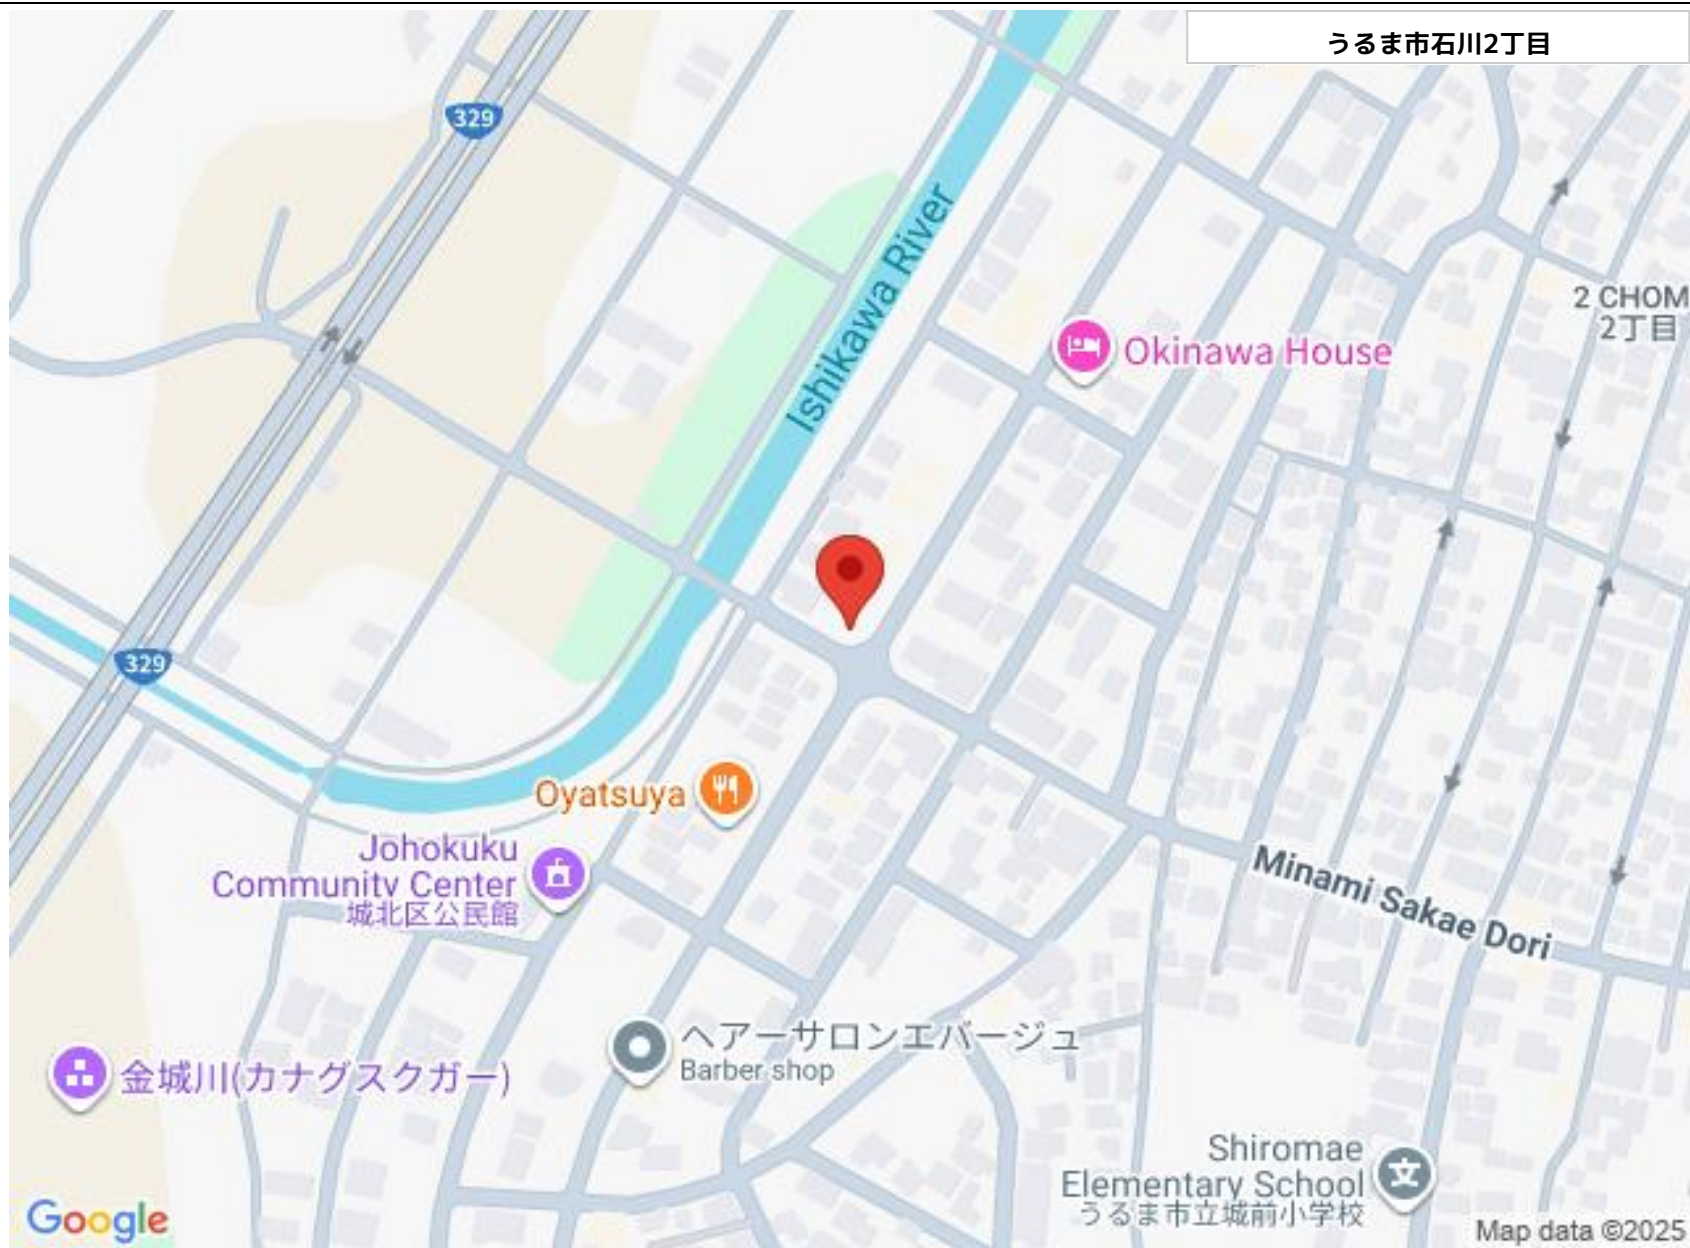 うるま市石川2丁目
329
Ishikawa River
2 CHOM
2丁目
Okinawa House
329
Oyatsuya
Johokuku
Community Center
城北区公民館
Minami Sakae Dori
ヘアーサロンエバージュ
Barber shop
金城川(カナグスクガー)
Shiromae
Elementary School
うるま市立城前小学校
文
Google
Map data ©2025